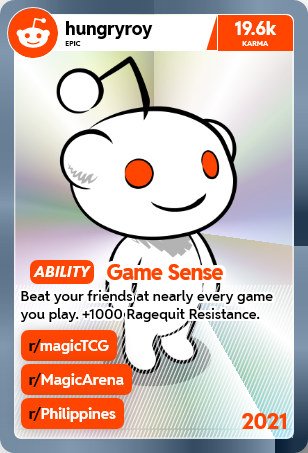 hungryroy
EPIC
19.6k
KARMA
ABILITY Game Sense
Beat your friends at nearly every game
you play. +1000 Ragequit Resistance.
r/magicTCG
r/MagicArena
r/Philippines
2021